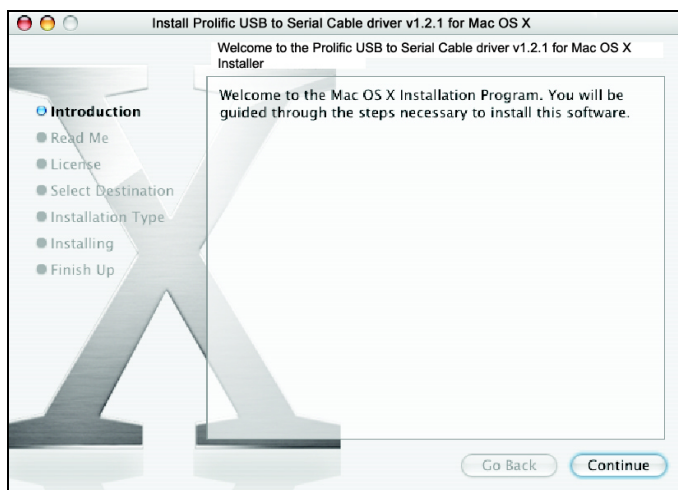 Install Prolific USB to Serial Cable driver v1.2.1 for Mac OS X
Welcome to the Prolific USB to Serial Cable driver v1.2.1 for Mac OS X
Installer
Introduction
Read Me
License
Select Destination
Installation Type
Installing
Finish Up
Welcome to the Mac OS X Installation Program. You will be
guided through the steps necessary to install this software.
Go Back
Continue